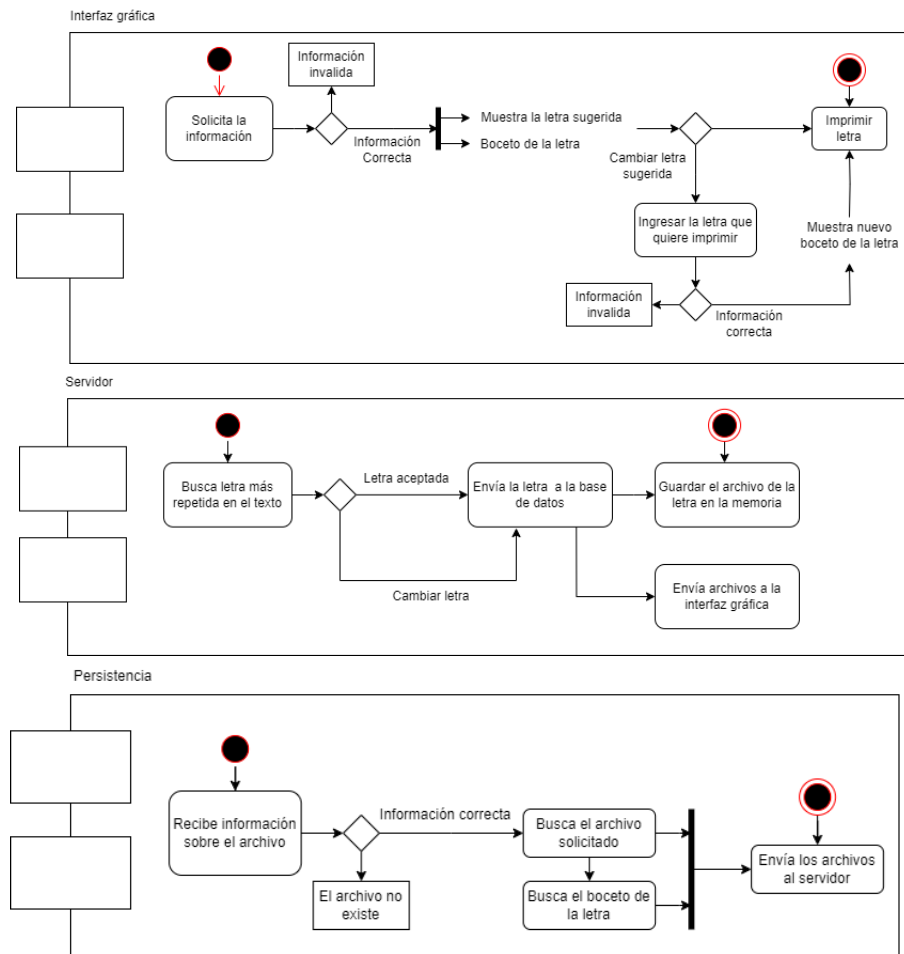 Interfaz gráfica
Información
invalida
Solicita la
información
Información
Correcta
Muestra la letra sugerida
Boceto de la letra
Cambiar letra
sugerida
Imprimir
letra
Ingresar la letra que
quiere imprimir
Muestra nuevo
boceto de la letra
Información
invalida
Información
correcta
Servidor
Busca letra más
repetida en el texto
Letra aceptada
Cambiar letra
Envía la letra a la base
de datos
Guardar el archivo de la
letra en la memoria
Envía archivos a la
interfaz gráfica
Persistencia
Recibe información
sobre el archivo
Información correcta
El archivo no
existe
Busca el archivo
solicitado
Busca el boceto de
la letra
Envía los archivos
al servidor